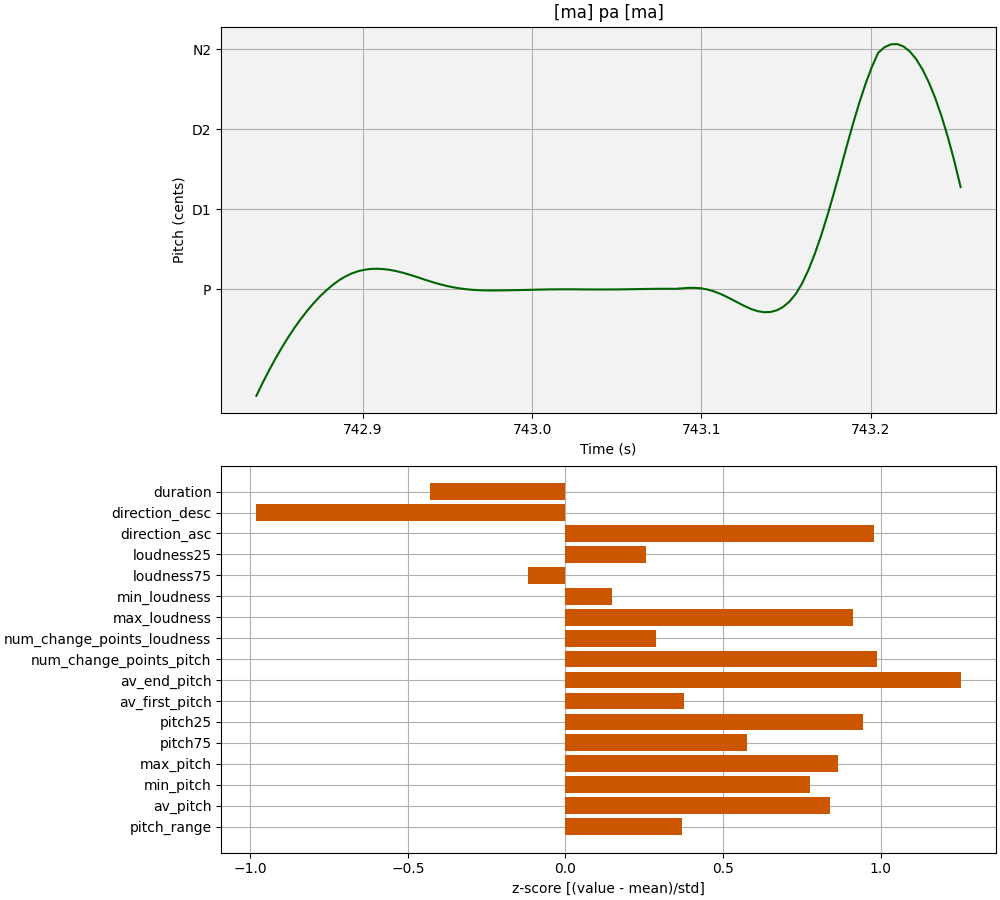 [ma] pa [ma]
N2
D2
D1
P
Pitch (cents)
742.9 743.0 743.1 743.2
Time (s)
duration
direction_desc
direction_asc
loudness25
loudness75
min_loudness
max_loudness
num_change_points_loudness
num_change_points_pitch
av_end_pitch
av_first_pitch
pitch25
pitch75
max_pitch
min_pitch
av_pitch
pitch_range
−1.0 −0.5 0.0 0.5 1.0
z-score [(value - mean)/std]